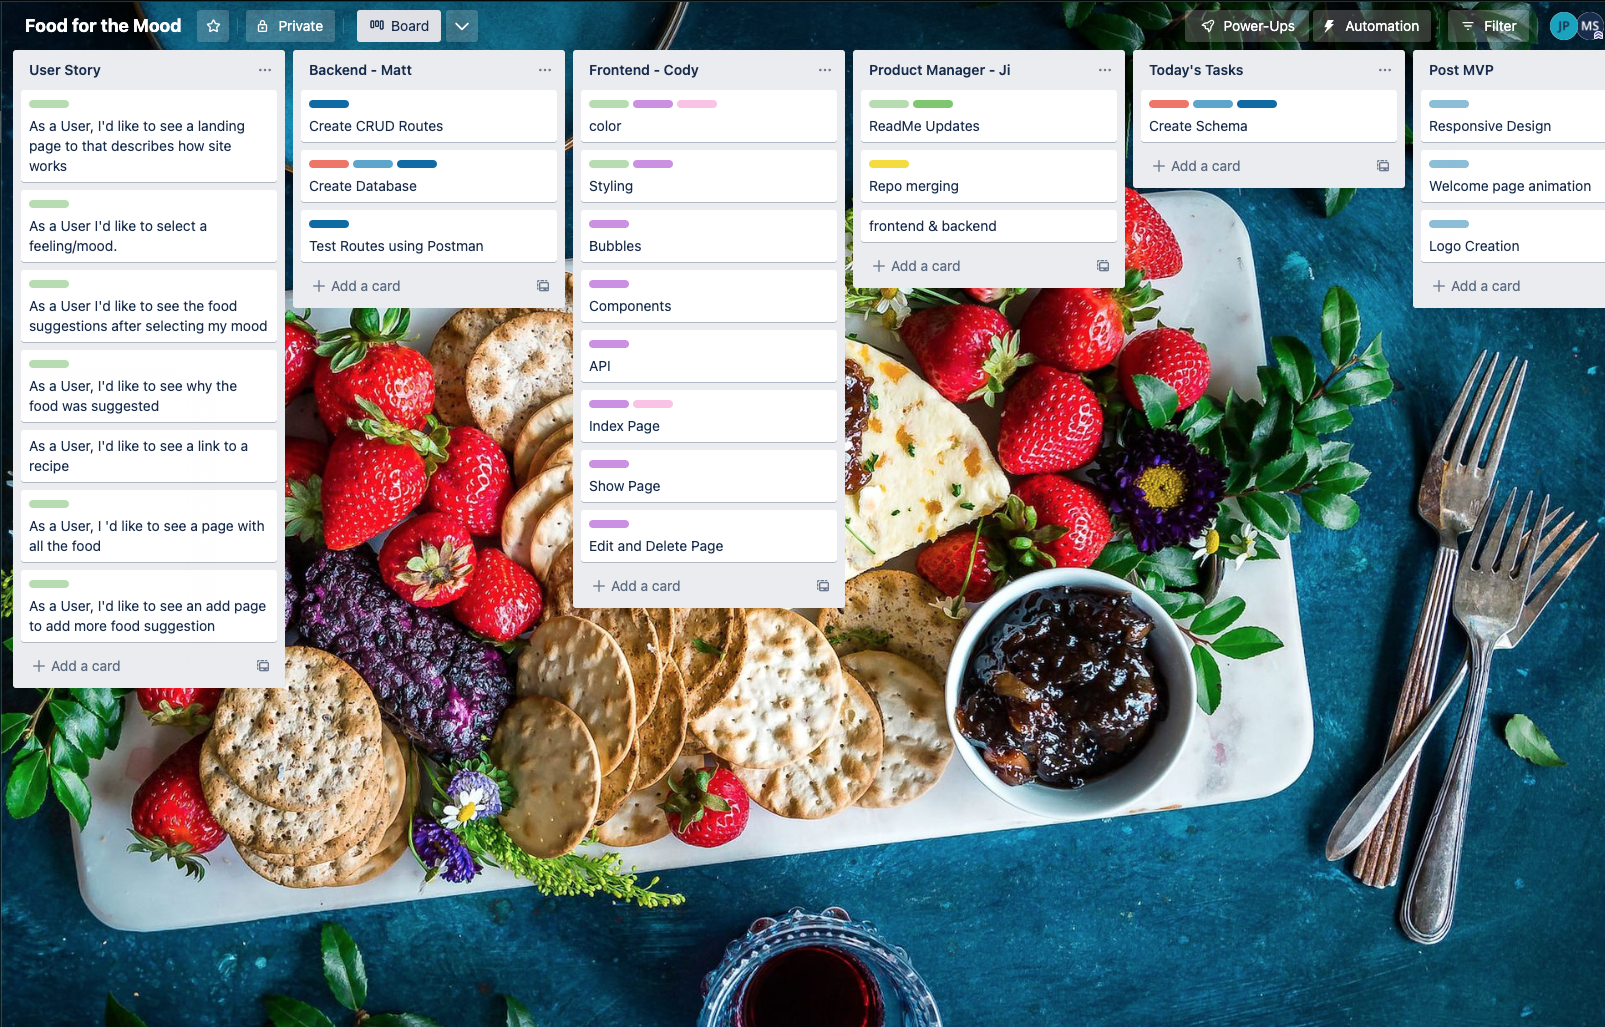 Food for the Mood
Private
Board
Power-Ups
Automation
Filter
JP
MS
User Story
As a User, I'd like to see a landing
page to that describes how site
works
As a User I'd like to select a
feeling/mood.
As a User I'd like to see the food
suggestions after selecting my mood
As a User, I'd like to see why the
food was suggested
As a User, I'd like to see a link to a
recipe
As a User, I 'd like to see a page with
all the food
As a User, I'd like to see an add page
to add more food suggestion
Add a card
Backend - Matt
Create CRUD Routes
Create Database
Test Routes using Postman
Add a card
Frontend - Cody
color
Styling
Bubbles
Components
API
Index Page
Show Page
Edit and Delete Page
Add a card
Product Manager - Ji
ReadMe Updates
Repo merging
frontend & backend
Add a card
Today's Tasks
Create Schema
Add a card
Post MVP
Responsive Design
Welcome page animation
Logo Creation
Add a card